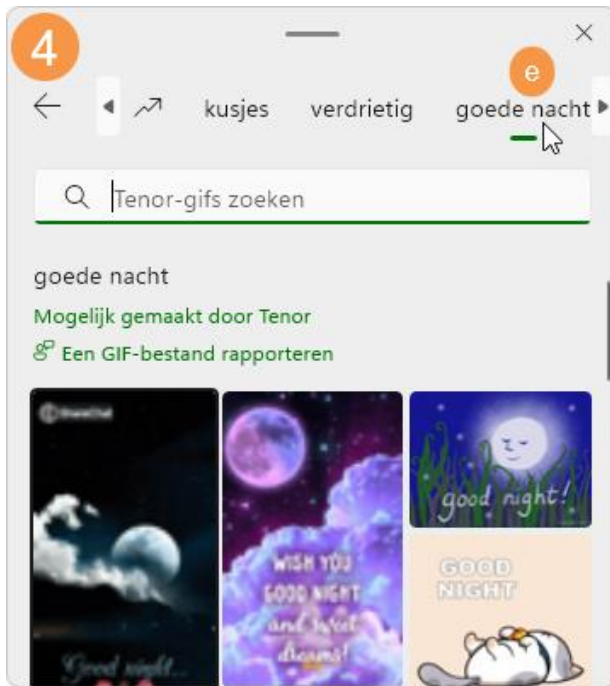 4
e
kusjes verdrietig goede nacht
Tenor-gifs zoeken
goede nacht
Mogelijk gemaakt door Tenor
Een GIF-bestand rapporteren
ShareChat
good night!
WISH YOU
GOOD NIGHT
and sweet
dreams!
GOOD
NIGHT
Good night...